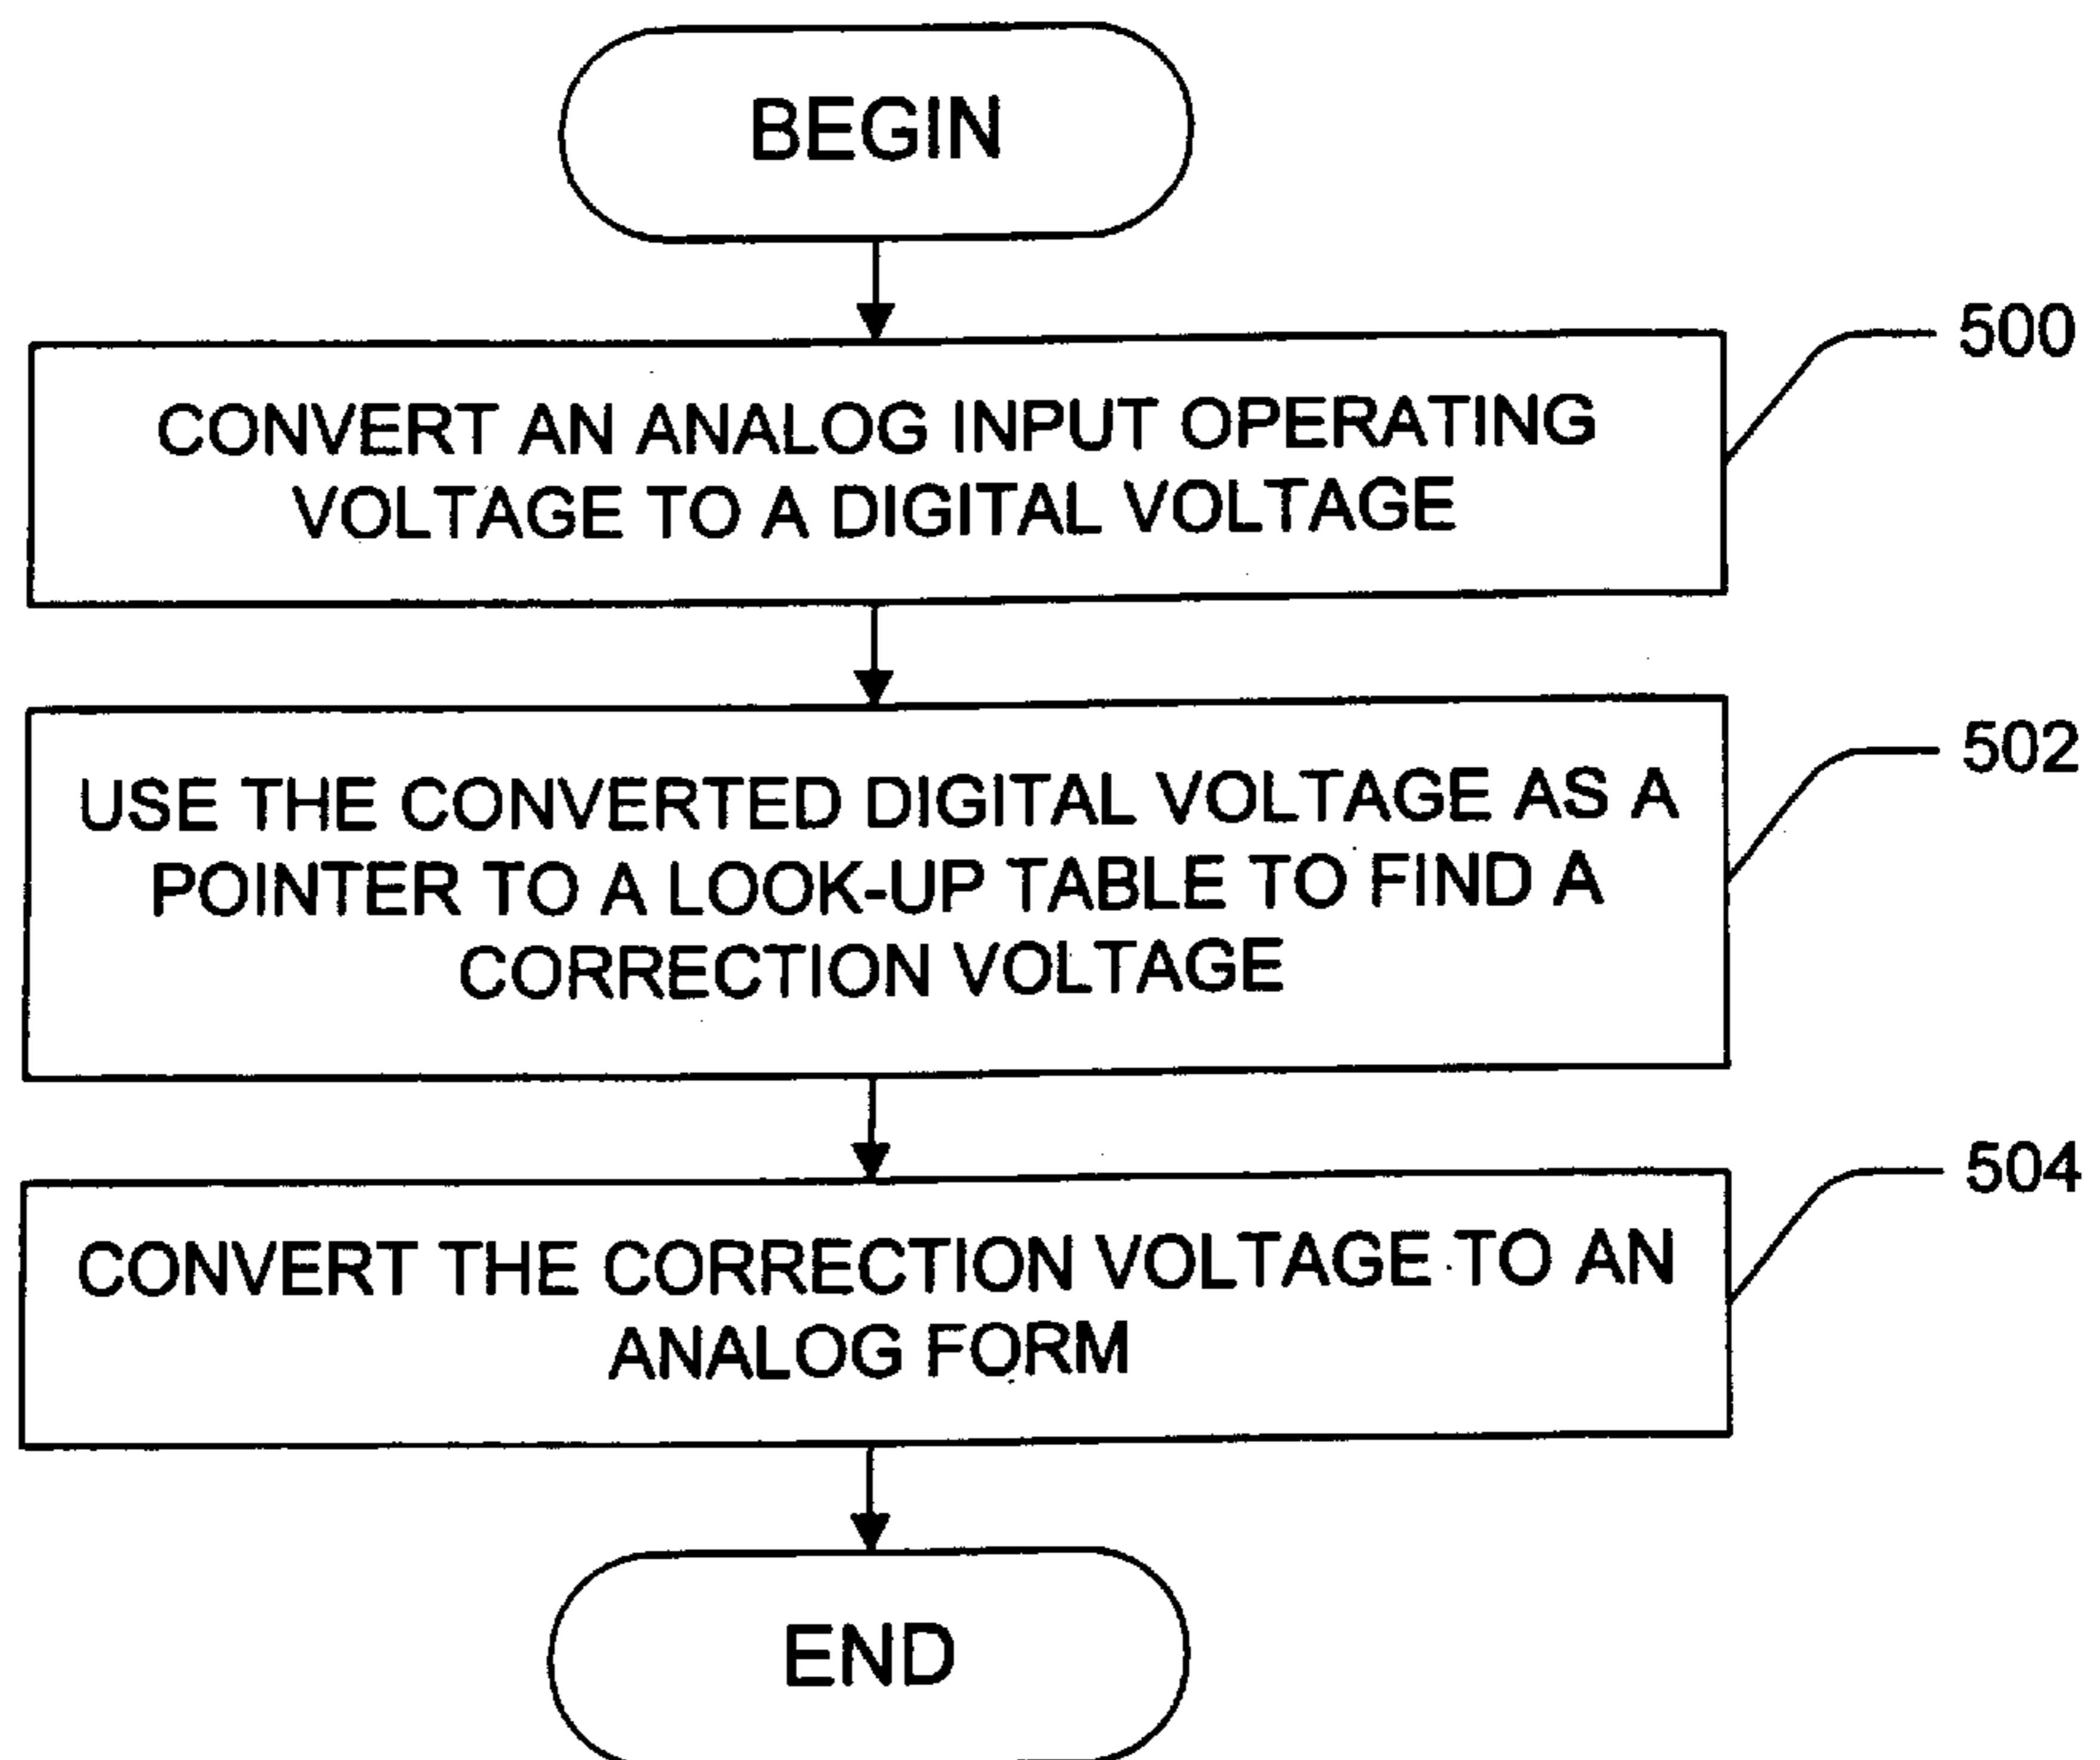 BEGIN
500
CONVERT AN ANALOG INPUT OPERATING
VOLTAGE TO A DIGITAL VOLTAGE
502
USE THE CONVERTED DIGITAL VOLTAGE AS A
POINTER TO A LOOK-UP TABLE TO FIND A
CORRECTION VOLTAGE
504
CONVERT THE CORRECTION VOLTAGE TO AN
ANALOG FORM
END